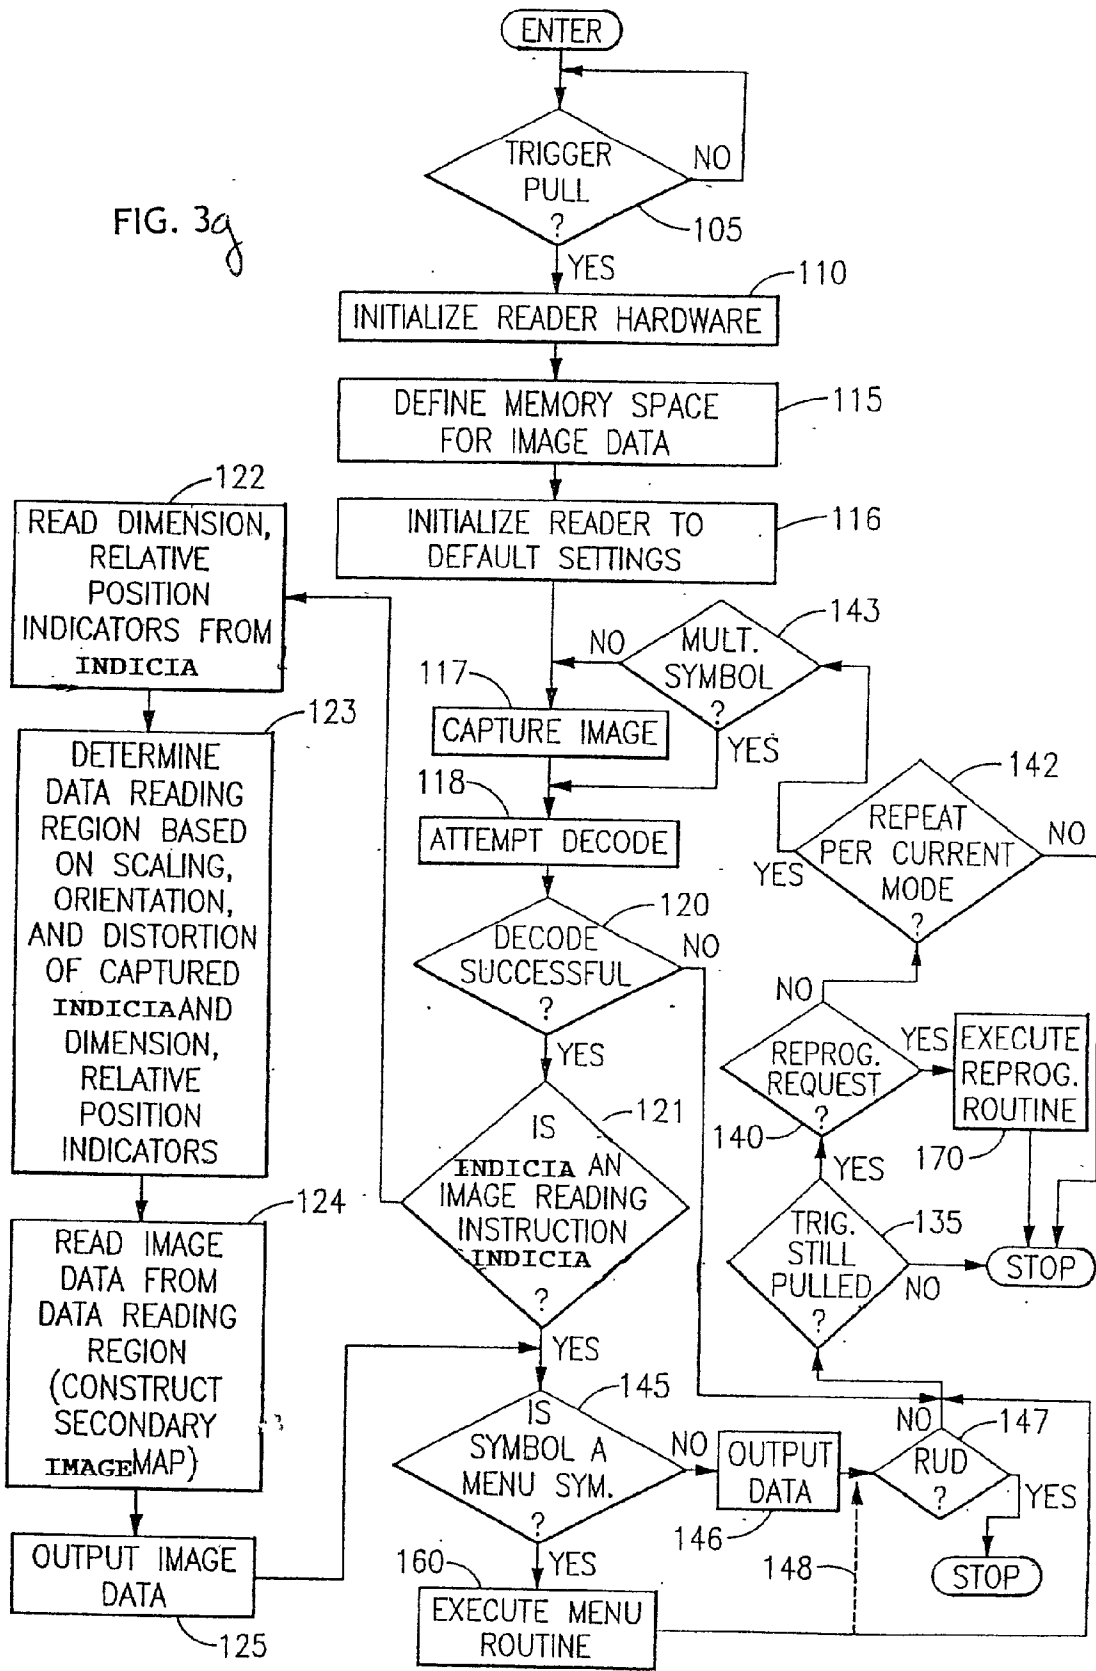 ENTER
TRIGGER
PULL
?
NO
105
FIG. 3g
YES
110
INITIALIZE READER HARDWARE
DEFINE MEMORY SPACE
FOR IMAGE DATA
115
122
READ DIMENSION,
RELATIVE
POSITION
INDICATORS FROM
INDICIA
INITIALIZE READER TO
DEFAULT SETTINGS
116
143
NO
MULT.
SYMBOL
?
YES
117
CAPTURE IMAGE
123
DETERMINE
DATA READING
REGION BASED
ON SCALING,
ORIENTATION,
AND DISTORTION
OF CAPTURED
INDICIA AND
DIMENSION,
RELATIVE
POSITION
INDICATORS
118
ATTEMPT DECODE
142
REPEAT
PER CURRENT
MODE
?
NO
YES
120
DECODE
SUCCESSFUL
?
NO
YES
NO
REPROG.
REQUEST
?
140
YES
EXECUTE
REPROG.
ROUTINE
170
121
IS
INDICIA AN
IMAGE READING
INSTRUCTION
INDICIA
?
YES
YES
TRIG.
STILL
PULLED
?
135
NO
STOP
124
READ IMAGE
DATA FROM
DATA READING
REGION
(CONSTRUCT
SECONDARY
IMAGE MAP)
145
IS
SYMBOL A
MENU SYM.
?
NO
OUTPUT
DATA
146
NO
147
RUD
?
YES
STOP
148
YES
OUTPUT IMAGE
DATA
125
160
EXECUTE MENU
ROUTINE